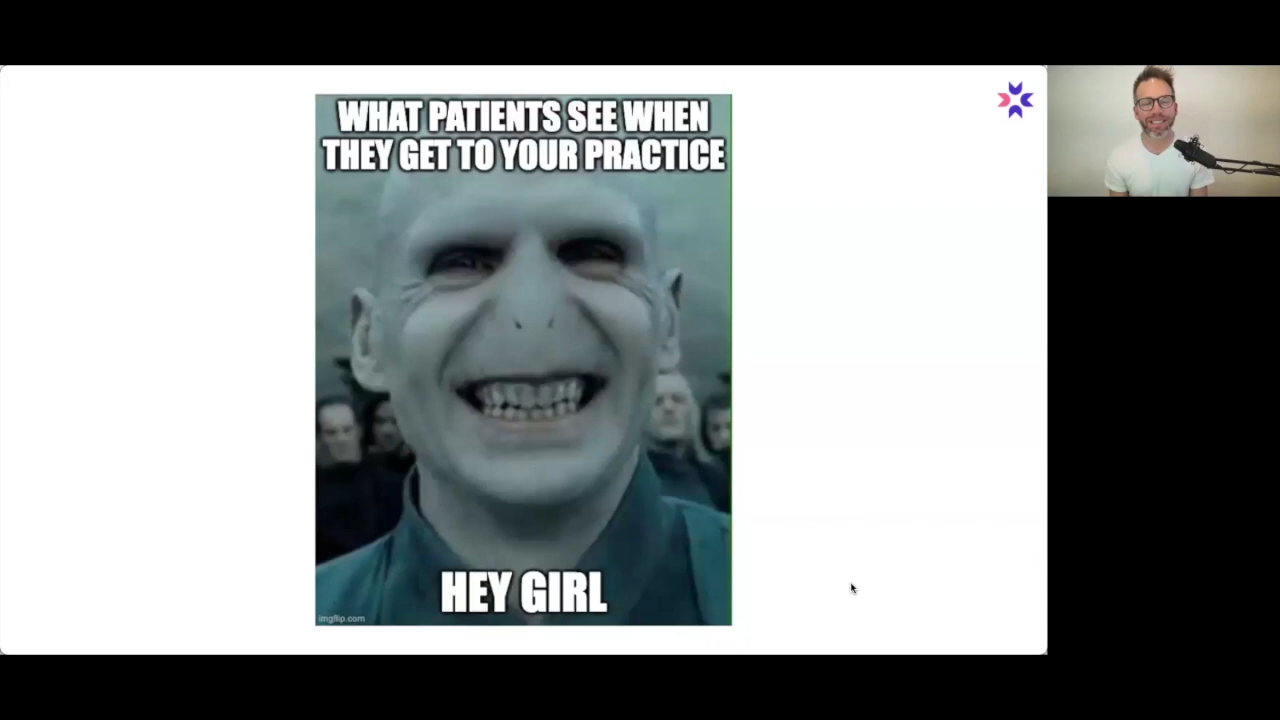 WHAT PATIENTS SEE WHEN
THEY GET TO YOUR PRACTICE
HEY GIRL
imgflip.com